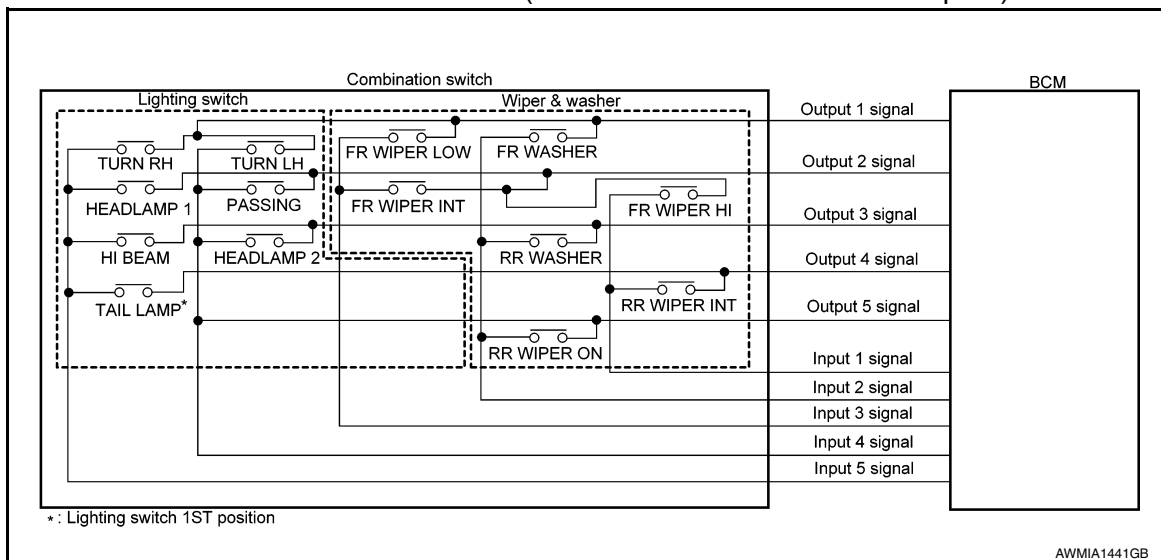 Combination switch
BCM
Lighting switch
Wiper & washer
Output 1 signal
TURN RH
TURN LH
FR WIPER LOW
FR WASHER
Output 2 signal
HEADLAMP 1
PASSING
FR WIPER INT
FR WIPER HI
Output 3 signal
HI BEAM
HEADLAMP 2
RR WASHER
Output 4 signal
TAIL LAMP*
RR WIPER INT
Output 5 signal
RR WIPER ON
Input 1 signal
Input 2 signal
Input 3 signal
Input 4 signal
Input 5 signal
* : Lighting switch 1ST position
AWMIA1441GB